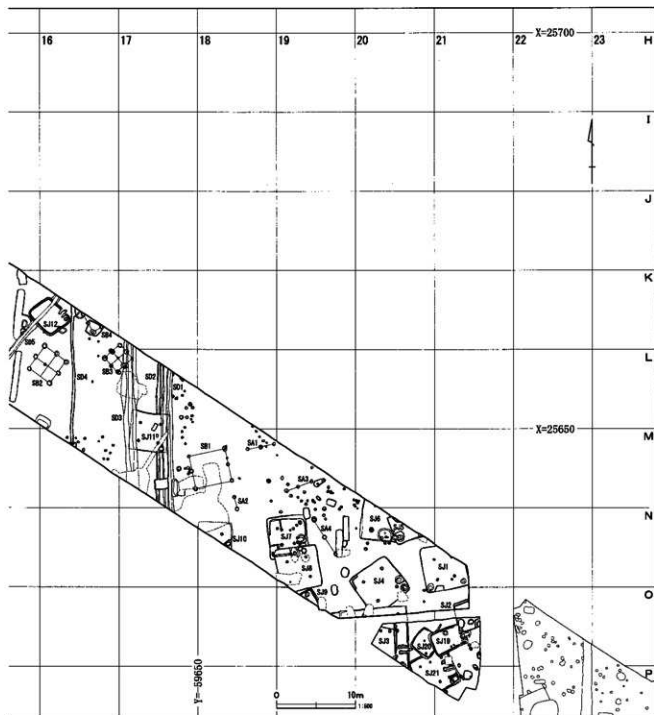 16 17 18 19 20 21 22 X=25700 23 H
I
J
K
L
X=25650 M
N
O
P
SJ12
SB4
SB3
SD2
SD1
SB2
SD4
SD3
SJ11
SB1
SA1
SA3
SA2
SA4
SJ6
SJ7
SJ10
SJ8
SJ4
SJ1
SJ9
SJ2
SJ3
SJ20
SJ19
SJ21
Y=-59650
0 10m